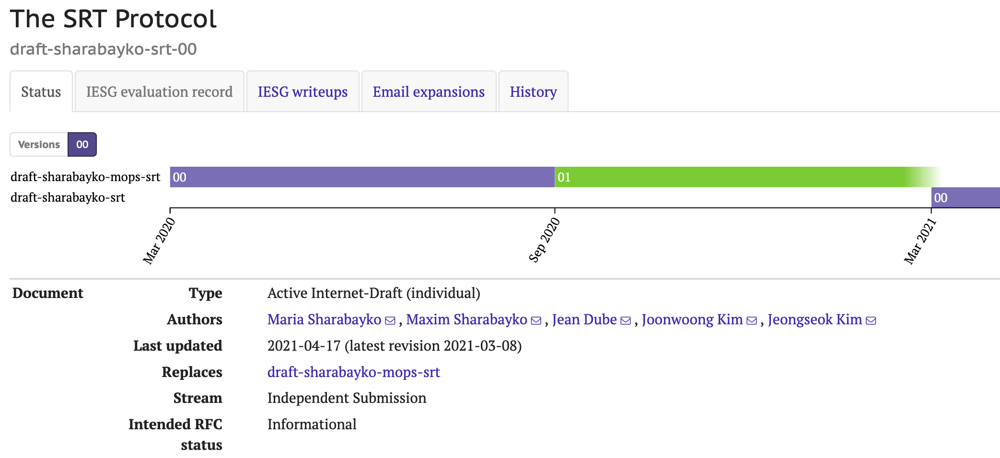 The SRT Protocol
draft-sharabayko-srt-00
Status IESG evaluation record IESG writeups Email expansions History
Versions 00
draft-sharabayko-mops-srt 00 01
draft-sharabayko-srt 00
Mar 2020 Sep 2020 Mar 2021
Document Type Active Internet-Draft (individual)
Authors Maria Sharabayko , Maxim Sharabayko , Jean Dube , Joonwoong Kim , Jeongseok Kim
Last updated 2021-04-17 (latest revision 2021-03-08)
Replaces draft-sharabayko-mops-srt
Stream Independent Submission
Intended RFC Informational
status